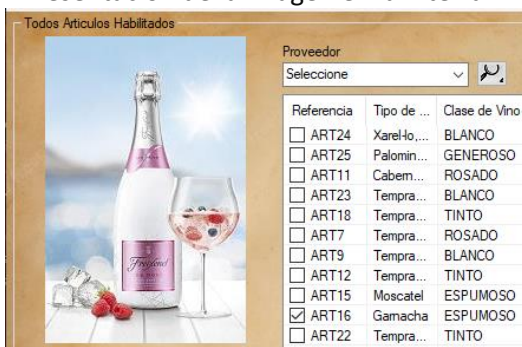 Todos Articulos Habilitados
Proveedor
Seleccione
Referencia Tipo de ... Clase de Vino
ART24 Xarel·lo,... BLANCO
ART25 Palomin... GENEROSO
ART11 Cabern... ROSADO
ART23 Tempra... BLANCO
ART18 Tempra... TINTO
ART7 Tempra... ROSADO
ART9 Tempra... BLANCO
ART12 Tempra... TINTO
ART15 Moscatel ESPUMOSO
ART16 Garnacha ESPUMOSO
ART22 Tempra... TINTO
Freixenet